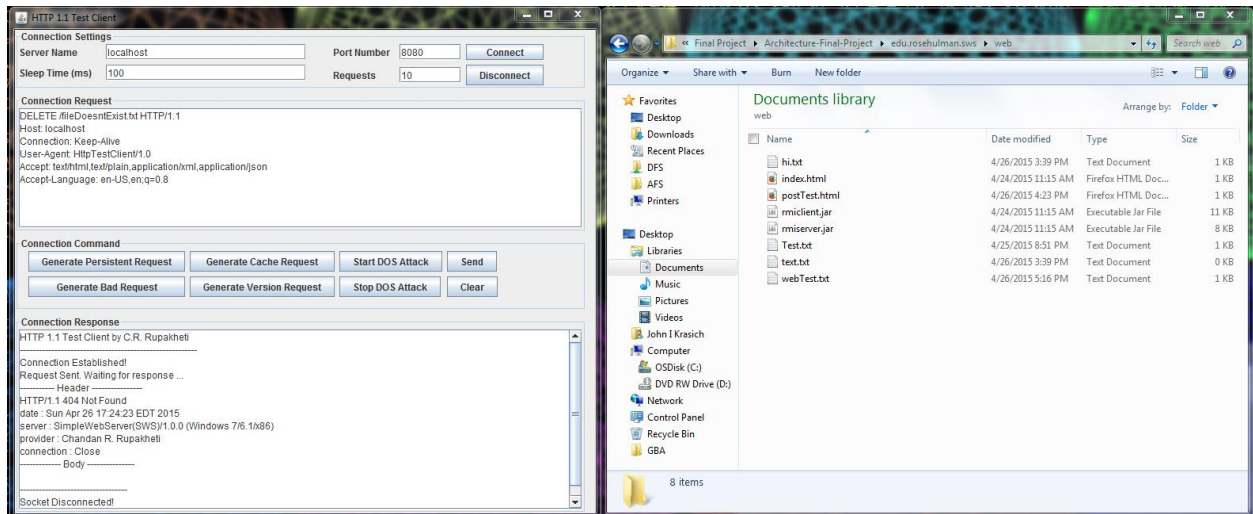 HTTP 1.1 Test Client
Connection Settings
Server Name localhost Port Number 8080 Connect
Sleep Time (ms) 100 Requests 10 Disconnect
Connection Request
DELETE /fileDoesntExist.txt HTTP/1.1
Host: localhost
Connection: Keep-Alive
User-Agent: HttpTestClient/1.0
Accept: text/html,text/plain,application/xml,application/json
Accept-Language: en-US,en;q=0.8
Connection Command
Generate Persistent Request Generate Cache Request Start DOS Attack Send
Generate Bad Request Generate Version Request Stop DOS Attack Clear
Connection Response
HTTP 1.1 Test Client by C.R. Rupakheti
-----------------------------------------------------
Connection Established!
Request Sent. Waiting for response ...
----------- Header ----------------
HTTP/1.1 404 Not Found
date : Sun Apr 26 17:24:23 EDT 2015
server : SimpleWebServer(SWS)/1.0.0 (Windows 7/6.1/x86)
provider : Chandan R. Rupakheti
connection : Close
------------- Body ---------------
----------------------------------
Socket Disconnected!
« Final Project ▸ Architecture-Final-Project ▸ edu.rosehulman.sws ▸ web Search web
Organize Share with Burn New folder
Favorites
Desktop
Downloads
Recent Places
DFS
AFS
Printers
Desktop
Libraries
Documents
Music
Pictures
Videos
John I Krasich
Computer
OSDisk (C:)
DVD RW Drive (D:)
Network
Control Panel
Recycle Bin
GBA
Documents library
web
Arrange by: Folder
Name Date modified Type Size
hi.txt 4/26/2015 3:39 PM Text Document 1 KB
index.html 4/24/2015 11:15 AM Firefox HTML Doc... 1 KB
postTest.html 4/26/2015 4:23 PM Firefox HTML Doc... 1 KB
rmiclient.jar 4/24/2015 11:15 AM Executable Jar File 11 KB
rmiserver.jar 4/24/2015 11:15 AM Executable Jar File 8 KB
Test.txt 4/25/2015 8:51 PM Text Document 1 KB
text.txt 4/26/2015 3:39 PM Text Document 0 KB
webTest.txt 4/26/2015 5:16 PM Text Document 1 KB
8 items